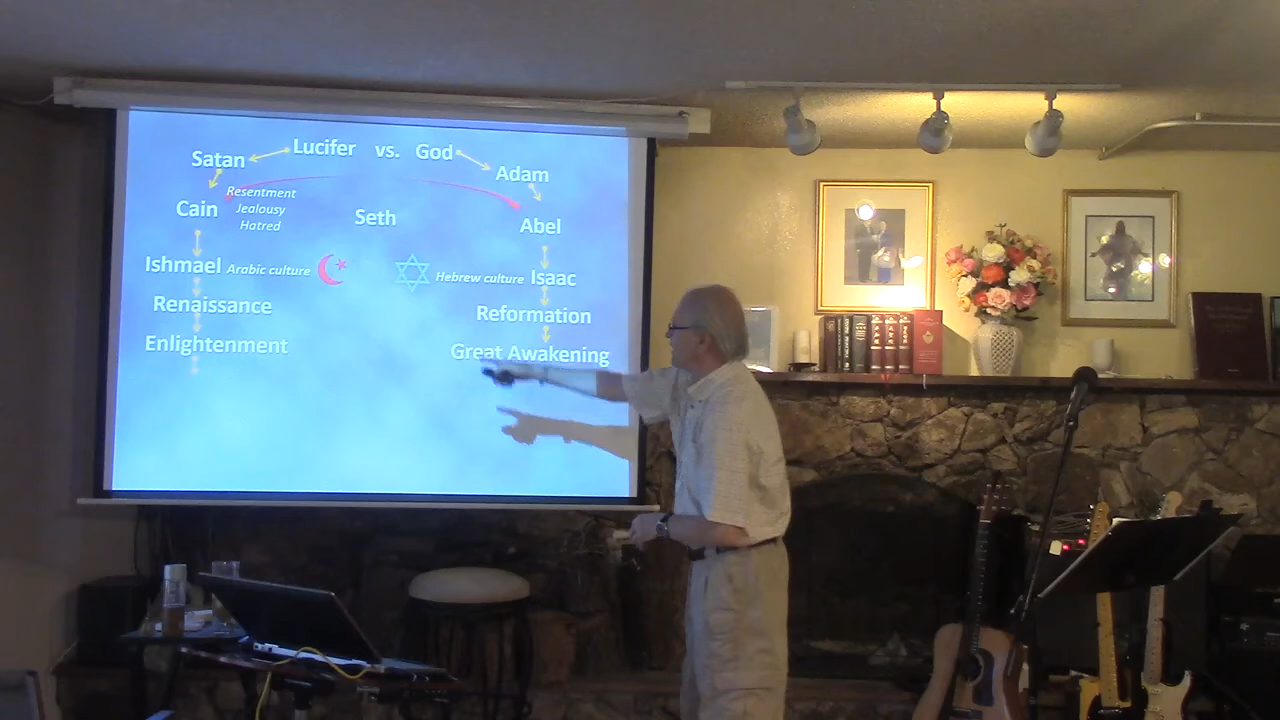 Lucifer vs. God
Satan
Adam
Resentment
Jealousy
Hatred
Cain
Seth
Abel
Ishmael Arabic culture
Hebrew culture Isaac
Renaissance
Reformation
Enlightenment
Great Awakening